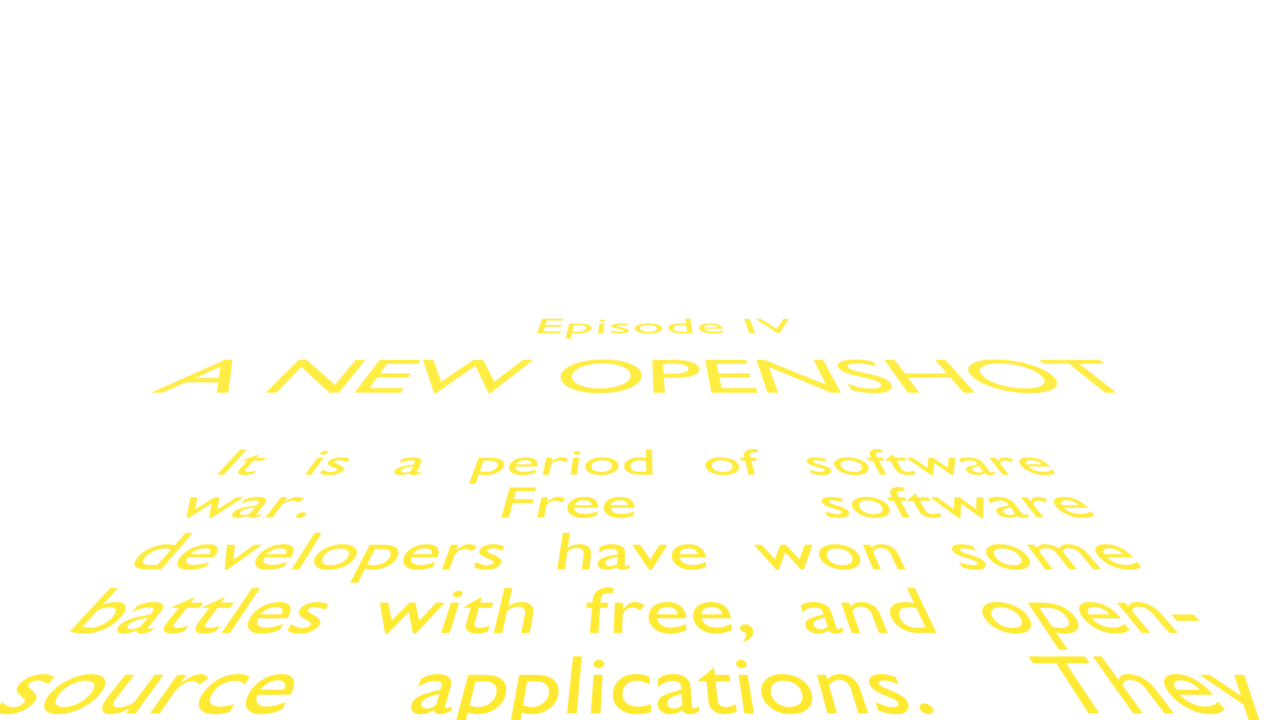 Episode IV
A NEW OPENSHOT
It is a period of software
war. Free software
developers have won some
battles with free, and open-
source applications. They